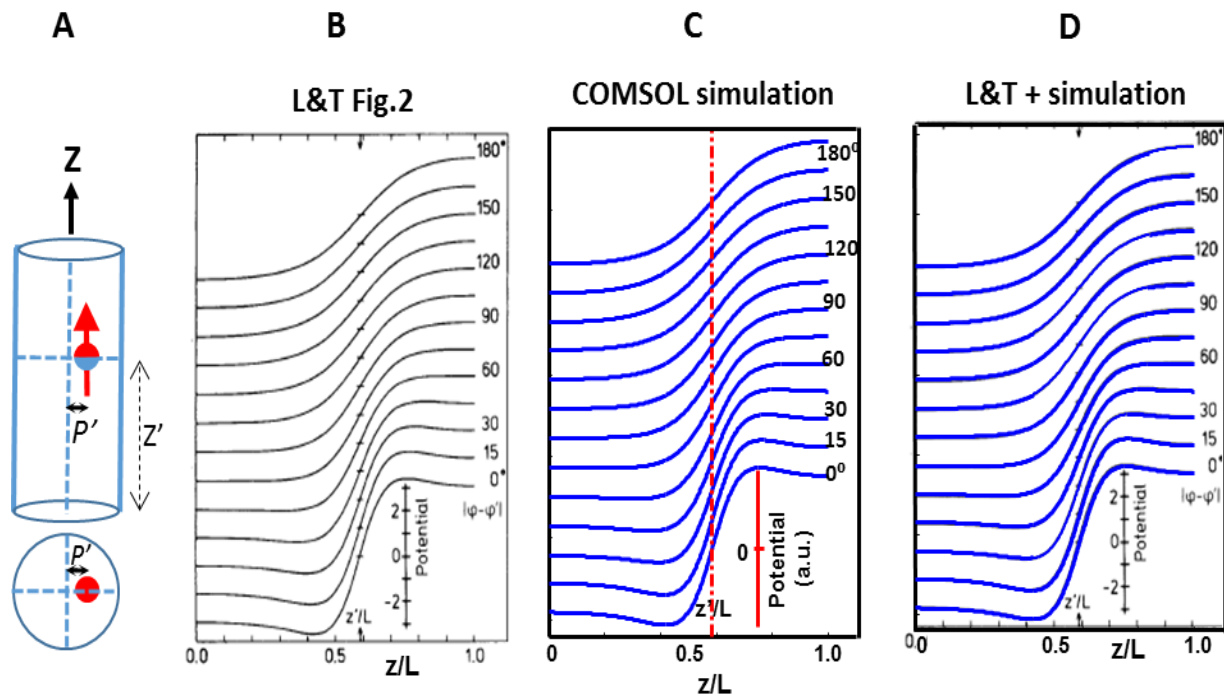 A
B
C
D
L&T Fig.2
COMSOL simulation
L&T + simulation
Z
P'
Z'
P'
180°
150
120
90
60
30
15
0°
|φ-φ'|
2
0
-2
Potential
z'/L
0.0
0.5
1.0
z/L
180⁰
150
120
90
60
30
15
0⁰
0
Potential
(a.u.)
z'/L
0
0.5
1.0
z/L
180°
150
120
90
60
30
15
0°
|φ-φ'|
2
0
-2
Potential
z'/L
0.0
0.5
1.0
z/L